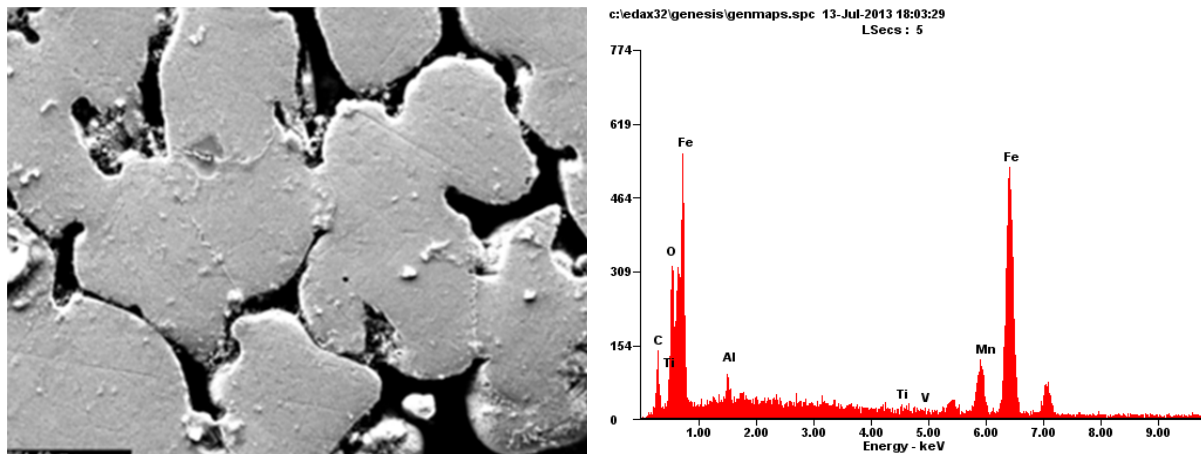 c:\edax32\genesis\genmaps.spc 13-Jul-2013 18:03:29
LSecs : 5
774
619
464
309
154
0
Fe
O
C
Ti
Al
Ti
V
Mn
Fe
1.00 2.00 3.00 4.00 5.00 6.00 7.00 8.00 9.00
Energy - keV